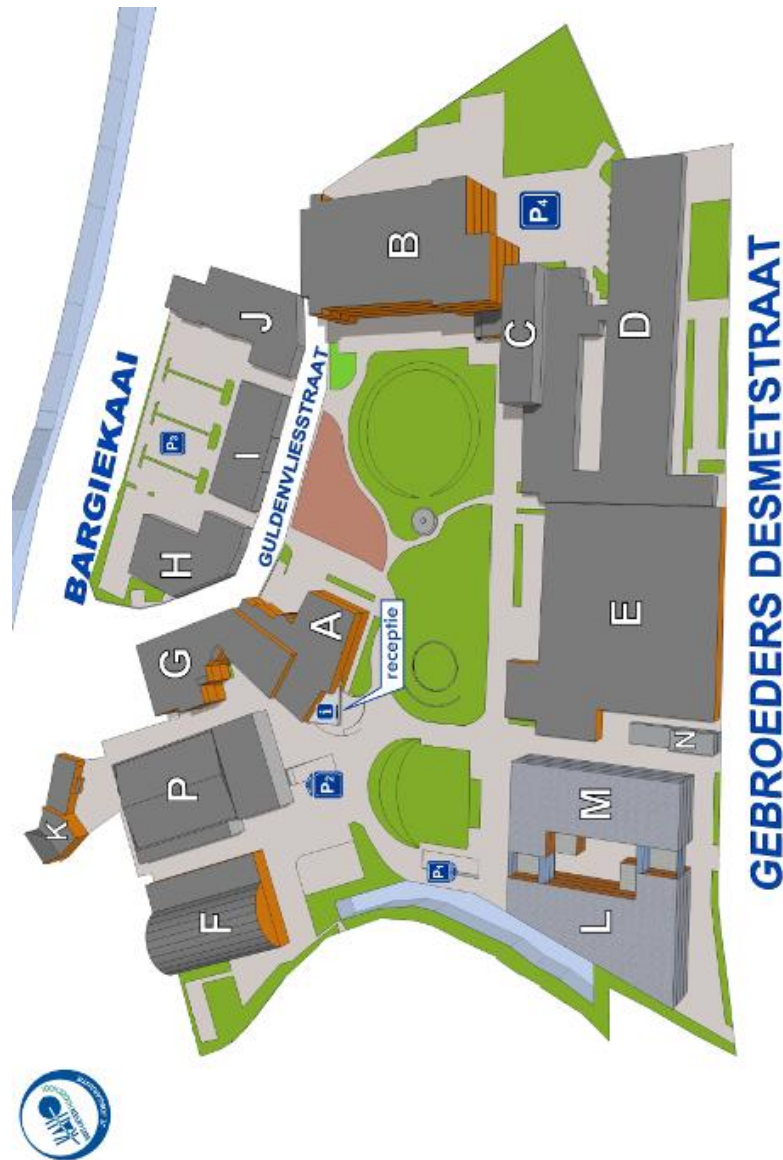 K
BARGIEKAAI
F
P
G
H
P3
I
J
GULDENVLIESSTRAAT
P2
i
A
receptie
B
P1
C
P4
L
M
E
D
N
GEBROEDERS DESMETSTRAAT